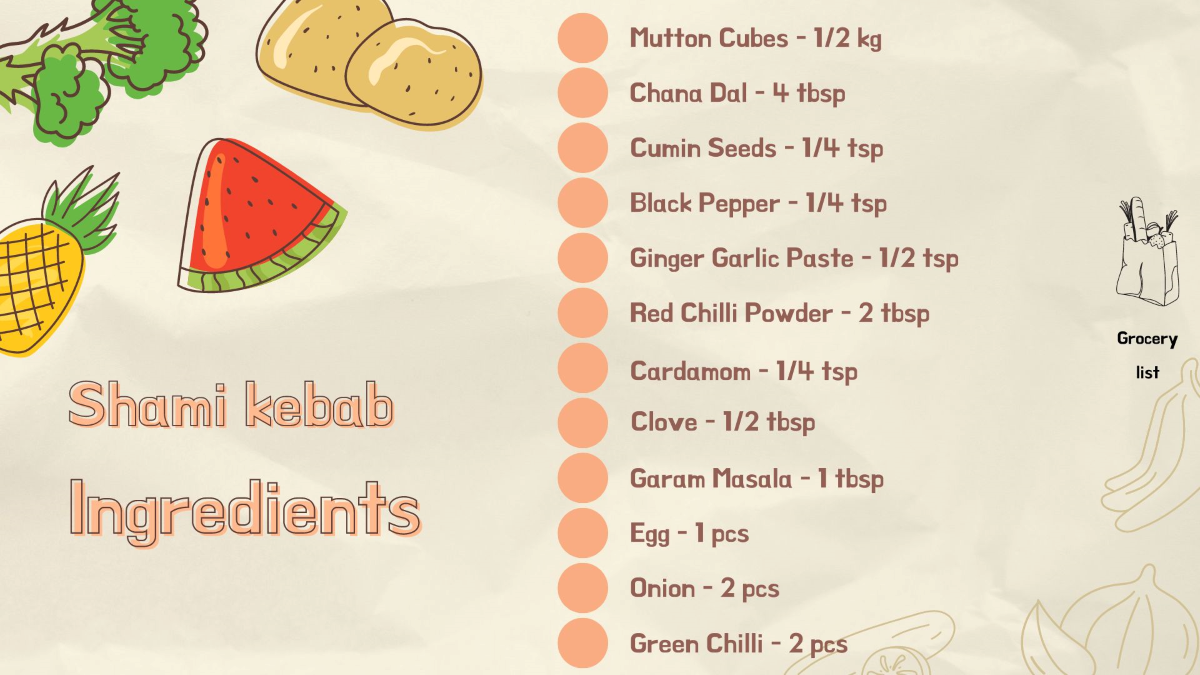 Shami kebab
Ingredients
Mutton Cubes - 1/2 kg
Chana Dal - 4 tbsp
Cumin Seeds - 1/4 tsp
Black Pepper - 1/4 tsp
Ginger Garlic Paste - 1/2 tsp
Red Chilli Powder - 2 tbsp
Cardamom - 1/4 tsp
Clove - 1/2 tbsp
Garam Masala - 1 tbsp
Egg - 1 pcs
Onion - 2 pcs
Green Chilli - 2 pcs
Grocery
list